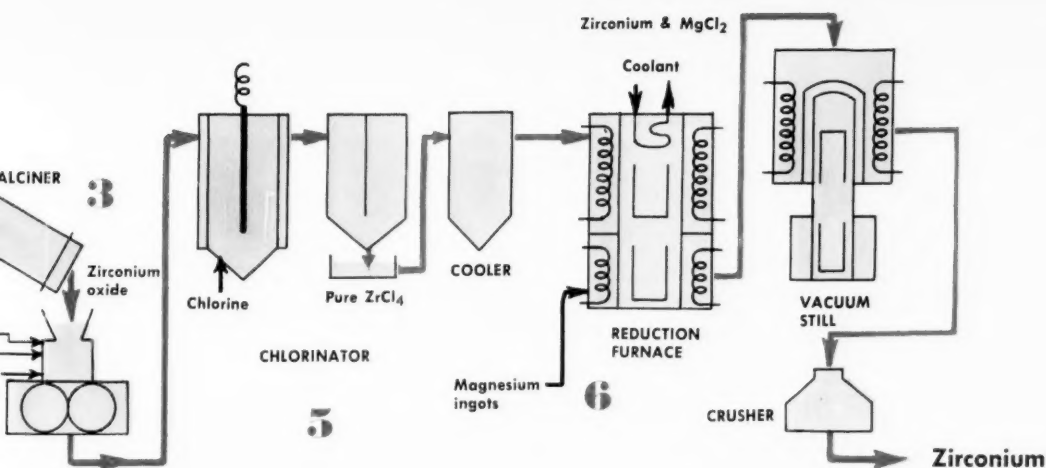 Zirconium & MgCl2
Coolant
ALCINER
3
Zirconium
oxide
Chlorine
Pure ZrCl4
COOLER
CHLORINATOR
5
REDUCTION
FURNACE
Magnesium
ingots
6
VACUUM
STILL
CRUSHER
Zirconium